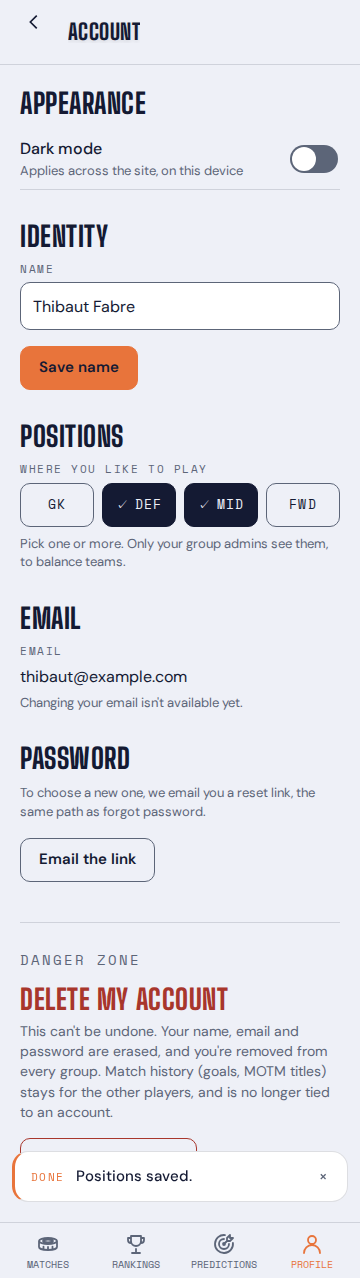 ACCOUNT
APPEARANCE
Dark mode
Applies across the site, on this device
IDENTITY
NAME
Thibaut Fabre
Save name
POSITIONS
WHERE YOU LIKE TO PLAY
GK ✓ DEF ✓ MID FWD
Pick one or more. Only your group admins see them,
to balance teams.
EMAIL
EMAIL
thibaut@example.com
Changing your email isn't available yet.
PASSWORD
To choose a new one, we email you a reset link, the
same path as forgot password.
Email the link
DANGER ZONE
DELETE MY ACCOUNT
This can't be undone. Your name, email and
password are erased, and you're removed from
every group. Match history (goals, MOTM titles)
stays for the other players, and is no longer tied
to an account.
DONE Positions saved. ×
MATCHES RANKINGS PREDICTIONS PROFILE